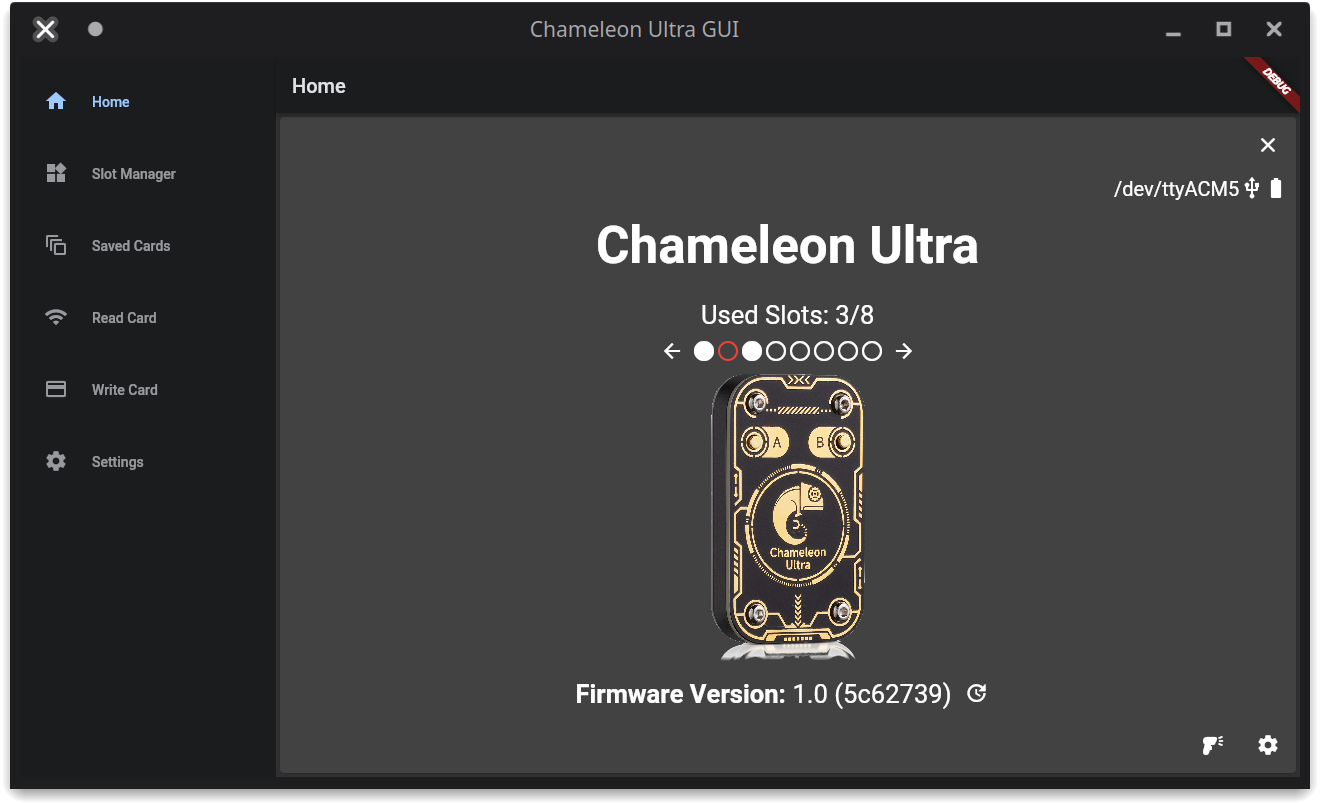 Chameleon Ultra GUI
Home
Slot Manager
Saved Cards
Read Card
Write Card
Settings
Home
DEBUG
/dev/ttyACM5
Chameleon Ultra
Used Slots: 3/8
A B
Chameleon
Ultra
Firmware Version: 1.0 (5c62739)